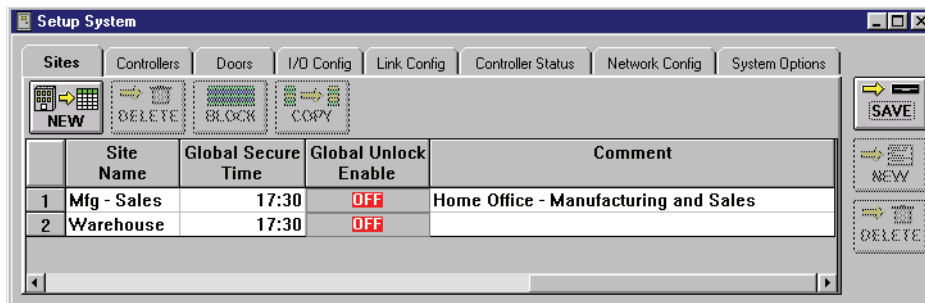 Setup System
Sites Controllers Doors I/O Config Link Config Controller Status Network Config System Options
NEW DELETE BLOCK COPY
SAVE
Site Name Global Secure Time Global Unlock Enable Comment
1 Mfg - Sales 17:30 OFF Home Office - Manufacturing and Sales
2 Warehouse 17:30 OFF
NEW
DELETE